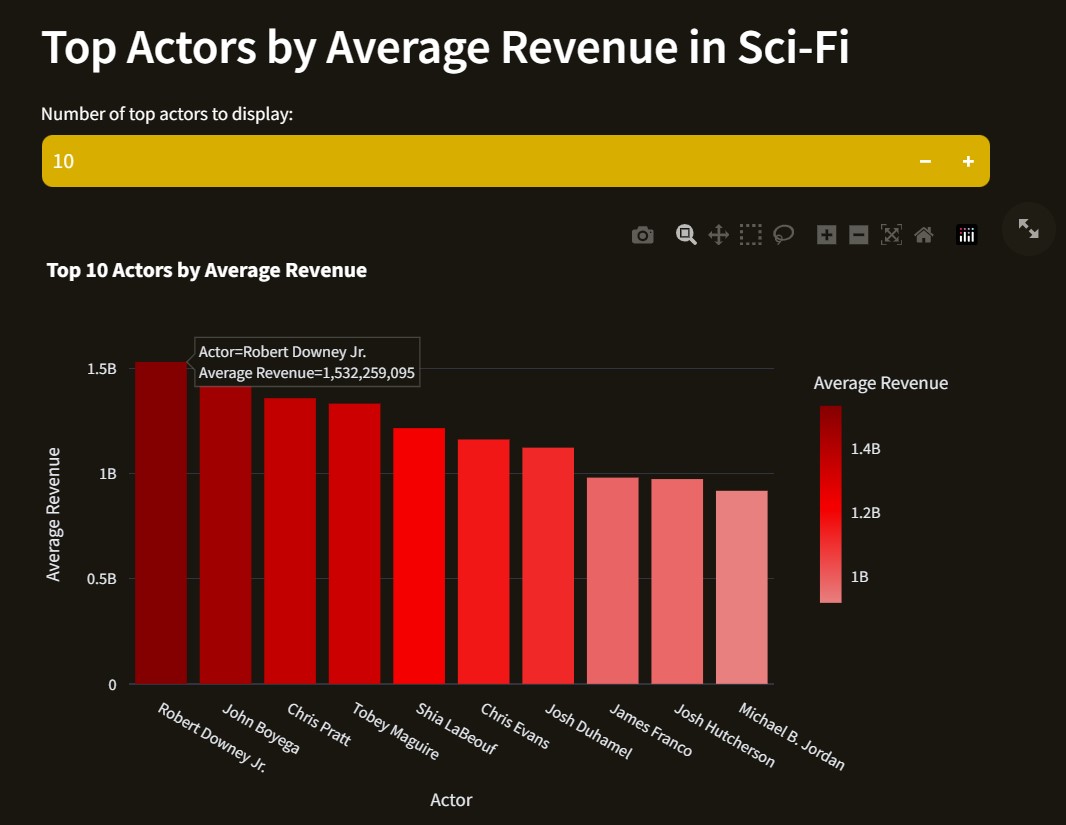 Top Actors by Average Revenue in Sci-Fi
Number of top actors to display:
10
Top 10 Actors by Average Revenue
Actor=Robert Downey Jr.
Average Revenue=1,532,259,095
1.5B
1B
0.5B
0
Average Revenue
Robert Downey Jr.
John Boyega
Chris Pratt
Tobey Maguire
Shia LaBeouf
Chris Evans
Josh Duhamel
James Franco
Josh Hutcherson
Michael B. Jordan
Actor
Average Revenue
1.4B
1.2B
1B